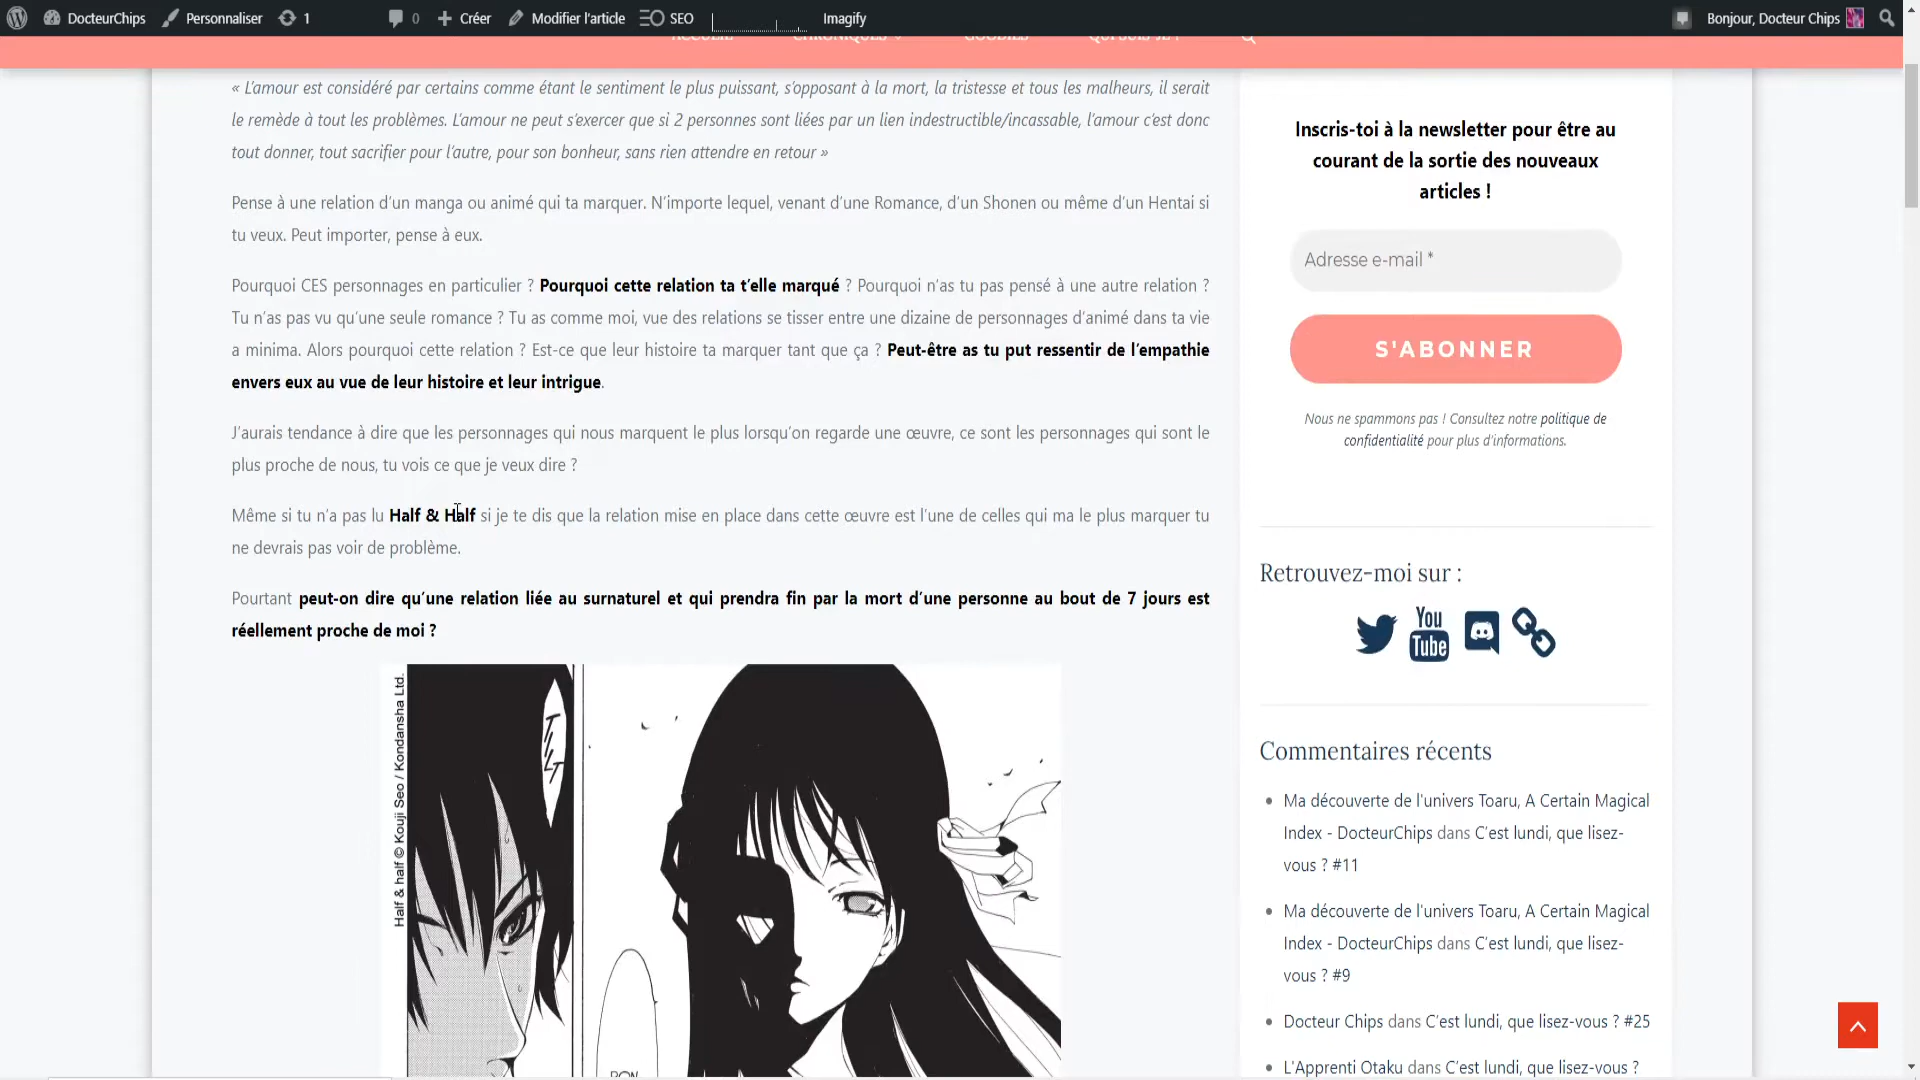 DocteurChips Personnaliser 1 0 Créer Modifier l'article SEO Imagify Bonjour, Docteur Chips
ACCUEIL CHRONIQUES GOODIES QUI SUIS-JE ?
« L'amour est considéré par certains comme étant le sentiment le plus puissant, s'opposant à la mort, la tristesse et tous les malheurs, il serait
le remède à tout les problèmes. L'amour ne peut s'exercer que si 2 personnes sont liées par un lien indestructible/incassable, l'amour c'est donc
tout donner, tout sacrifier pour l'autre, pour son bonheur, sans rien attendre en retour »
Pense à une relation d'un manga ou animé qui ta marquer. N'importe lequel, venant d'une Romance, d'un Shonen ou même d'un Hentai si
tu veux. Peut importer, pense à eux.
Pourquoi CES personnages en particulier ? Pourquoi cette relation ta t'elle marqué ? Pourquoi n'as tu pas pensé à une autre relation ?
Tu n'as pas vu qu'une seule romance ? Tu as comme moi, vue des relations se tisser entre une dizaine de personnages d'animé dans ta vie
a minima. Alors pourquoi cette relation ? Est-ce que leur histoire ta marquer tant que ça ? Peut-être as tu put ressentir de l'empathie
envers eux au vue de leur histoire et leur intrigue.
J'aurais tendance à dire que les personnages qui nous marquent le plus lorsqu'on regarde une œuvre, ce sont les personnages qui sont le
plus proche de nous, tu vois ce que je veux dire ?
Même si tu n'a pas lu Half & Half si je te dis que la relation mise en place dans cette œuvre est l'une de celles qui ma le plus marquer tu
ne devrais pas voir de problème.
Pourtant peut-on dire qu'une relation liée au surnaturel et qui prendra fin par la mort d'une personne au bout de 7 jours est
réellement proche de moi ?
Half & half © Kouji Seo / Kondansha Ltd.
BON
Inscris-toi à la newsletter pour être au
courant de la sortie des nouveaux
articles !
Adresse e-mail *
S'ABONNER
Nous ne spammons pas ! Consultez notre politique de
confidentialité pour plus d'informations.
Retrouvez-moi sur :
You
Tube
Commentaires récents
Ma découverte de l'univers Toaru, A Certain Magical
Index - DocteurChips dans C'est lundi, que lisez-
vous ? #11
Ma découverte de l'univers Toaru, A Certain Magical
Index - DocteurChips dans C'est lundi, que lisez-
vous ? #9
Docteur Chips dans C'est lundi, que lisez-vous ? #25
L'Apprenti Otaku dans C'est lundi, que lisez-vous ?